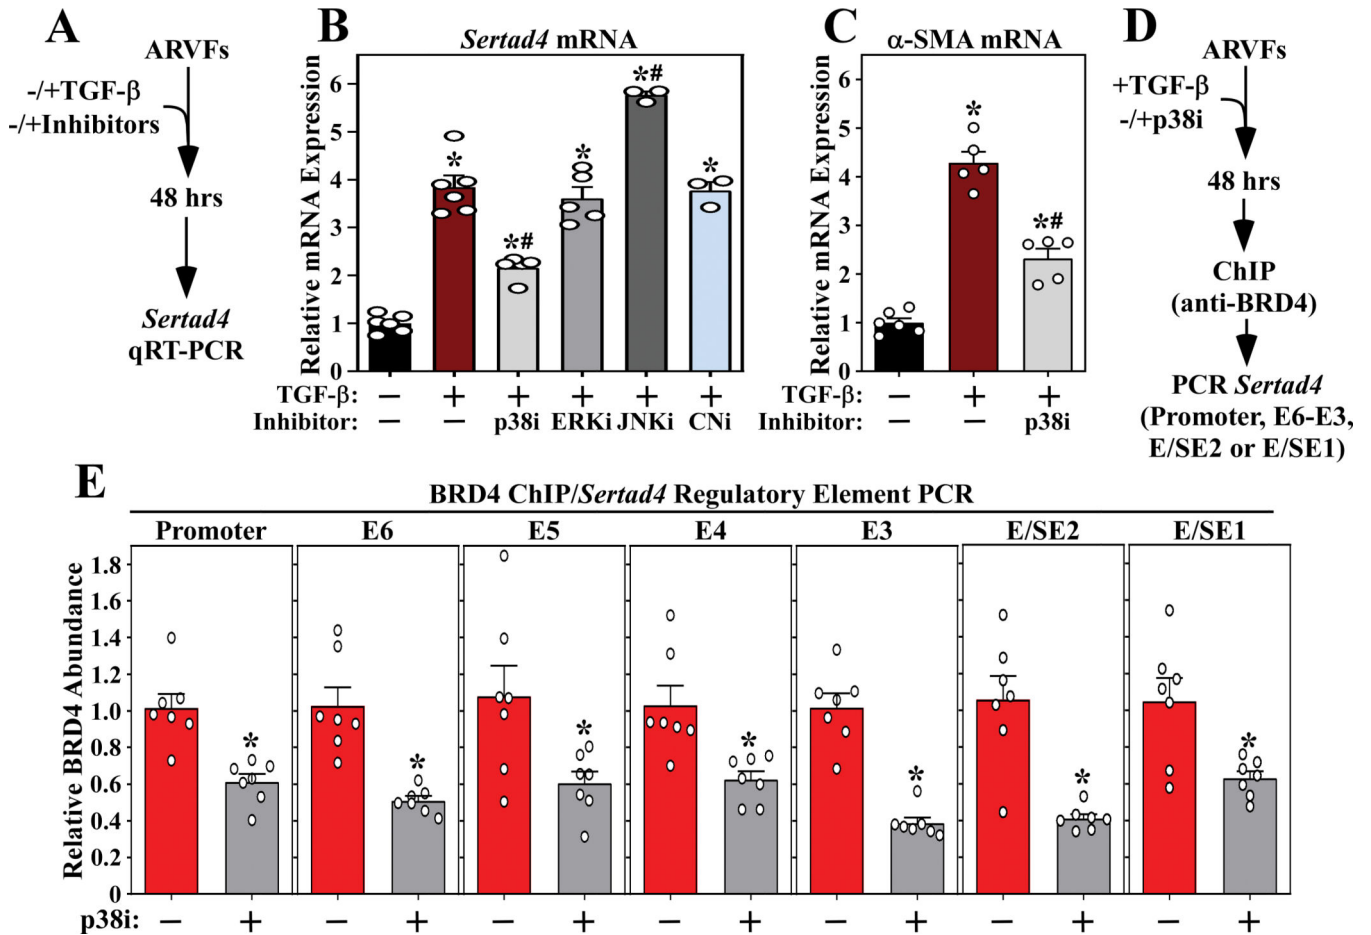 A
ARVFs
-/+TGF-β
-/+Inhibitors
48 hrs
Sertad4
qRT-PCR
B
Sertad4 mRNA
Relative mRNA Expression
6
5
4
3
2
1
0
*
*#
*
*#
*
TGF-β: − + + + + +
Inhibitor: − − p38i ERKi JNKi CNi
C
α-SMA mRNA
Relative mRNA Expression
6
5
4
3
2
1
0
*
*#
TGF-β: − + +
Inhibitor: − − p38i
D
ARVFs
+TGF-β
-/+p38i
48 hrs
ChIP
(anti-BRD4)
PCR Sertad4
(Promoter, E6-E3,
E/SE2 or E/SE1)
E
BRD4 ChIP/Sertad4 Regulatory Element PCR
Promoter E6 E5 E4 E3 E/SE2 E/SE1
Relative BRD4 Abundance
1.8
1.6
1.4
1.2
1.0
0.8
0.6
0.4
0.2
0
* * * * * * *
p38i: − + − + − + − + − + − + − +